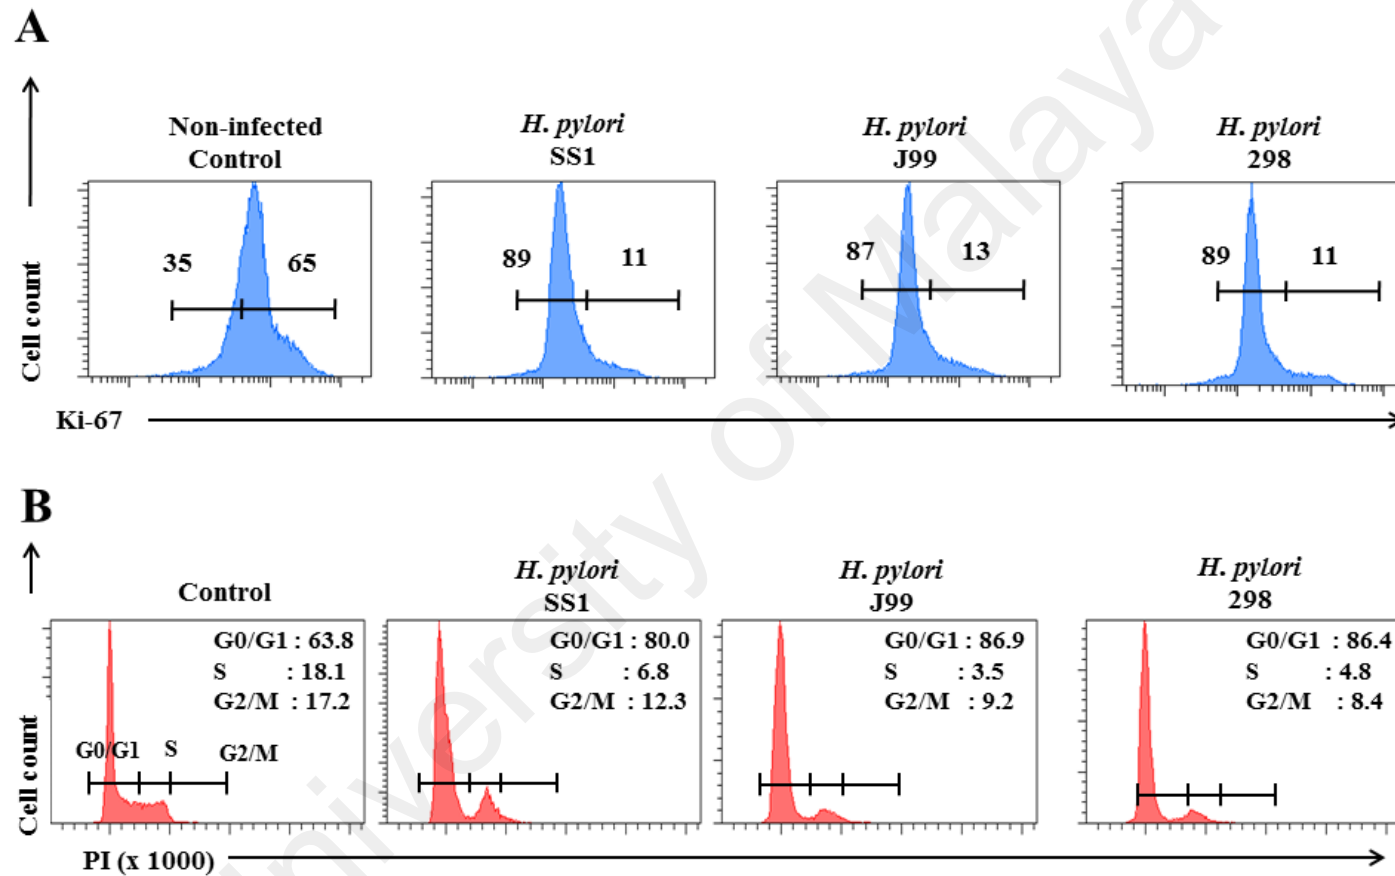 A
Non-infected
Control
H. pylori
SS1
H. pylori
J99
H. pylori
298
35 65
89 11
87 13
89 11
Cell count
Ki-67
B
Control
H. pylori
SS1
H. pylori
J99
H. pylori
298
G0/G1 : 63.8
S : 18.1
G2/M : 17.2
G0/G1 S G2/M
G0/G1 : 80.0
S : 6.8
G2/M : 12.3
G0/G1 : 86.9
S : 3.5
G2/M : 9.2
G0/G1 : 86.4
S : 4.8
G2/M : 8.4
Cell count
PI (x 1000)
University of Malaya